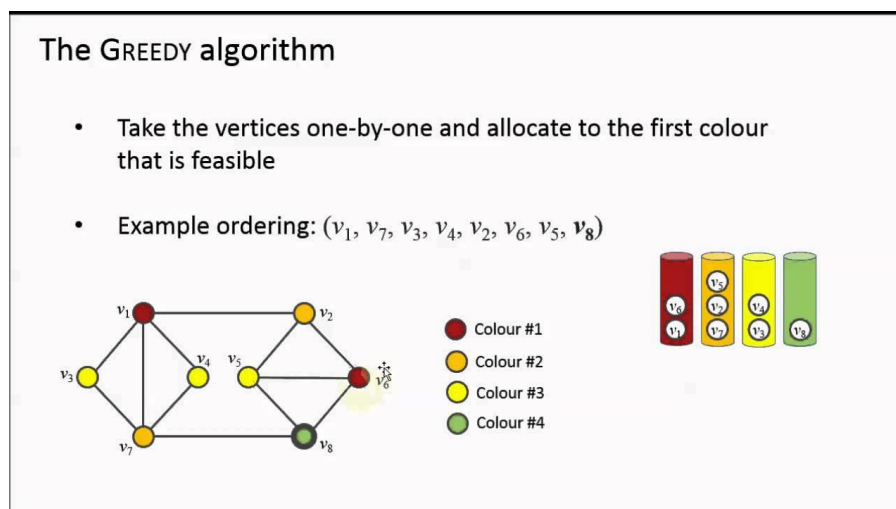 The GREEDY algorithm
• Take the vertices one-by-one and allocate to the first colour
that is feasible
• Example ordering: (v₁, v₇, v₃, v₄, v₂, v₆, v₅, v₈)
v₅
v₆ v₂ v₄
v₁ v₇ v₃ v₈
v₁ v₂
v₃ v₄ v₅ v₆
v₇ v₈
Colour #1
Colour #2
Colour #3
Colour #4